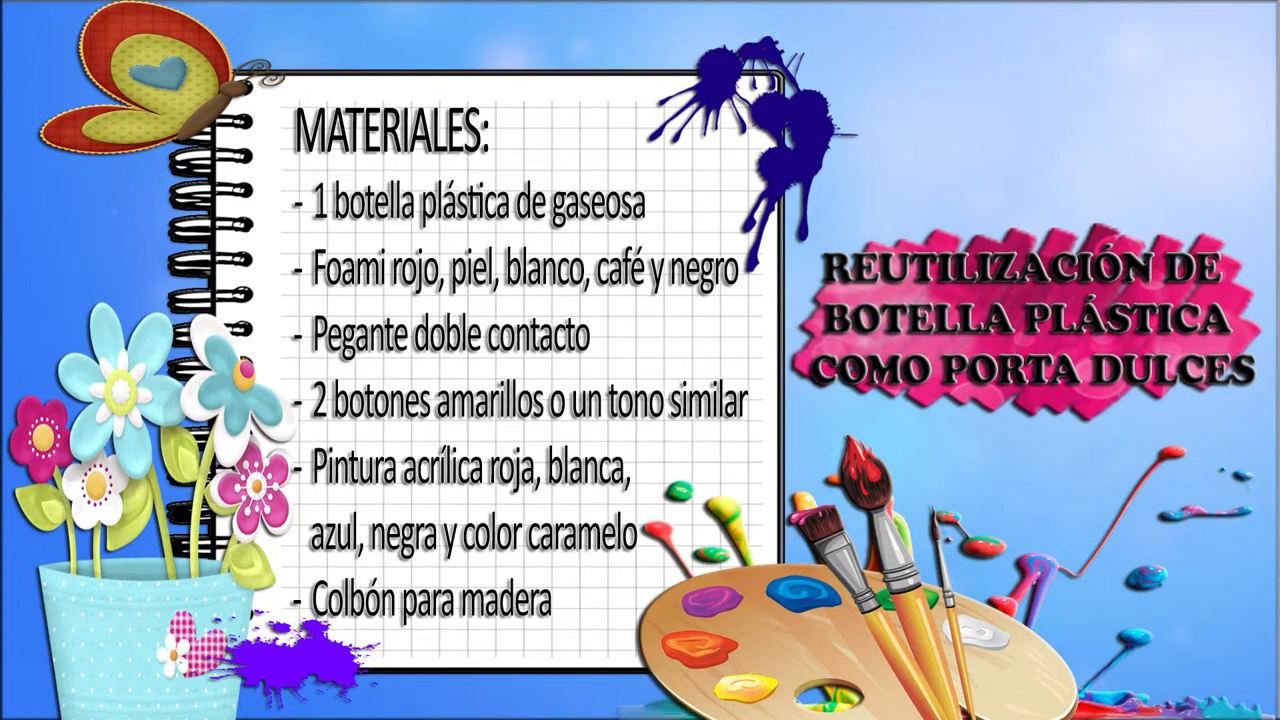 MATERIALES:
- 1 botella plástica de gaseosa
- Foami rojo, piel, blanco, café y negro
- Pegante doble contacto
- 2 botones amarillos o un tono similar
- Pintura acrílica roja, blanca,
azul, negra y color caramelo
- Colbón para madera
REUTILIZACIÓN DE
BOTELLA PLÁSTICA
COMO PORTA DULCES